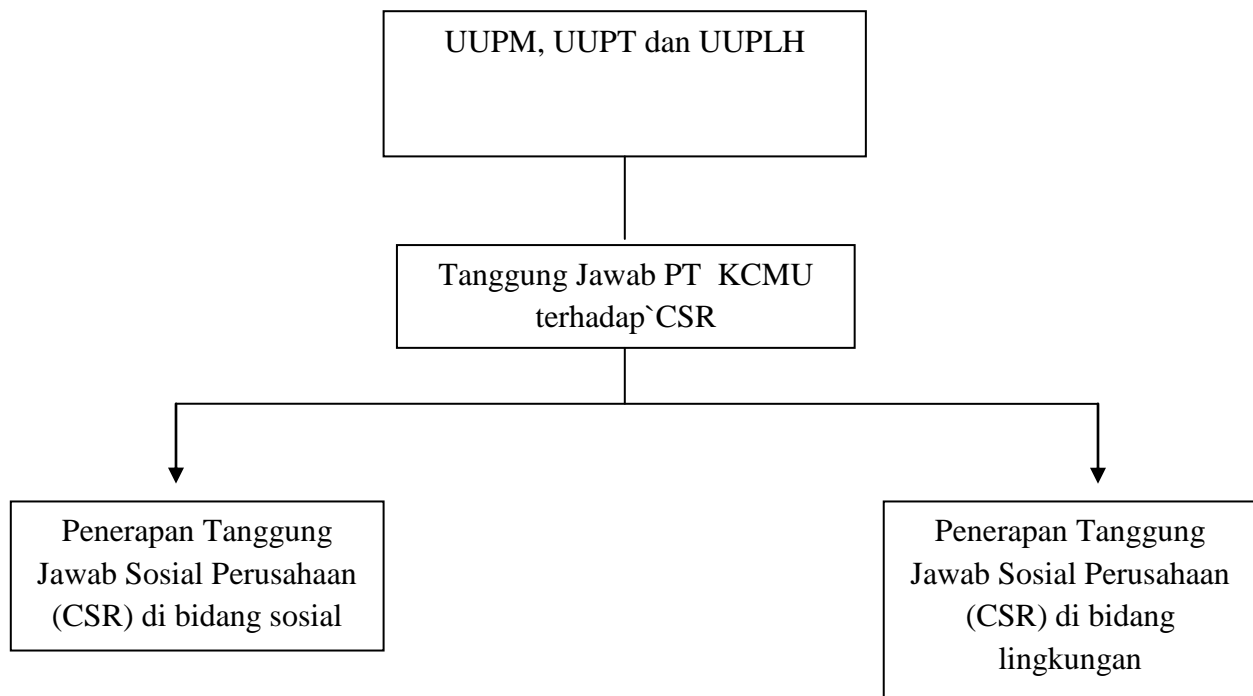 UUPM, UUPT dan UUPLH
Tanggung Jawab PT  KCMU
terhadap`CSR
Penerapan Tanggung
Jawab Sosial Perusahaan
(CSR) di bidang sosial
Penerapan Tanggung
Jawab Sosial Perusahaan
(CSR) di bidang
lingkungan